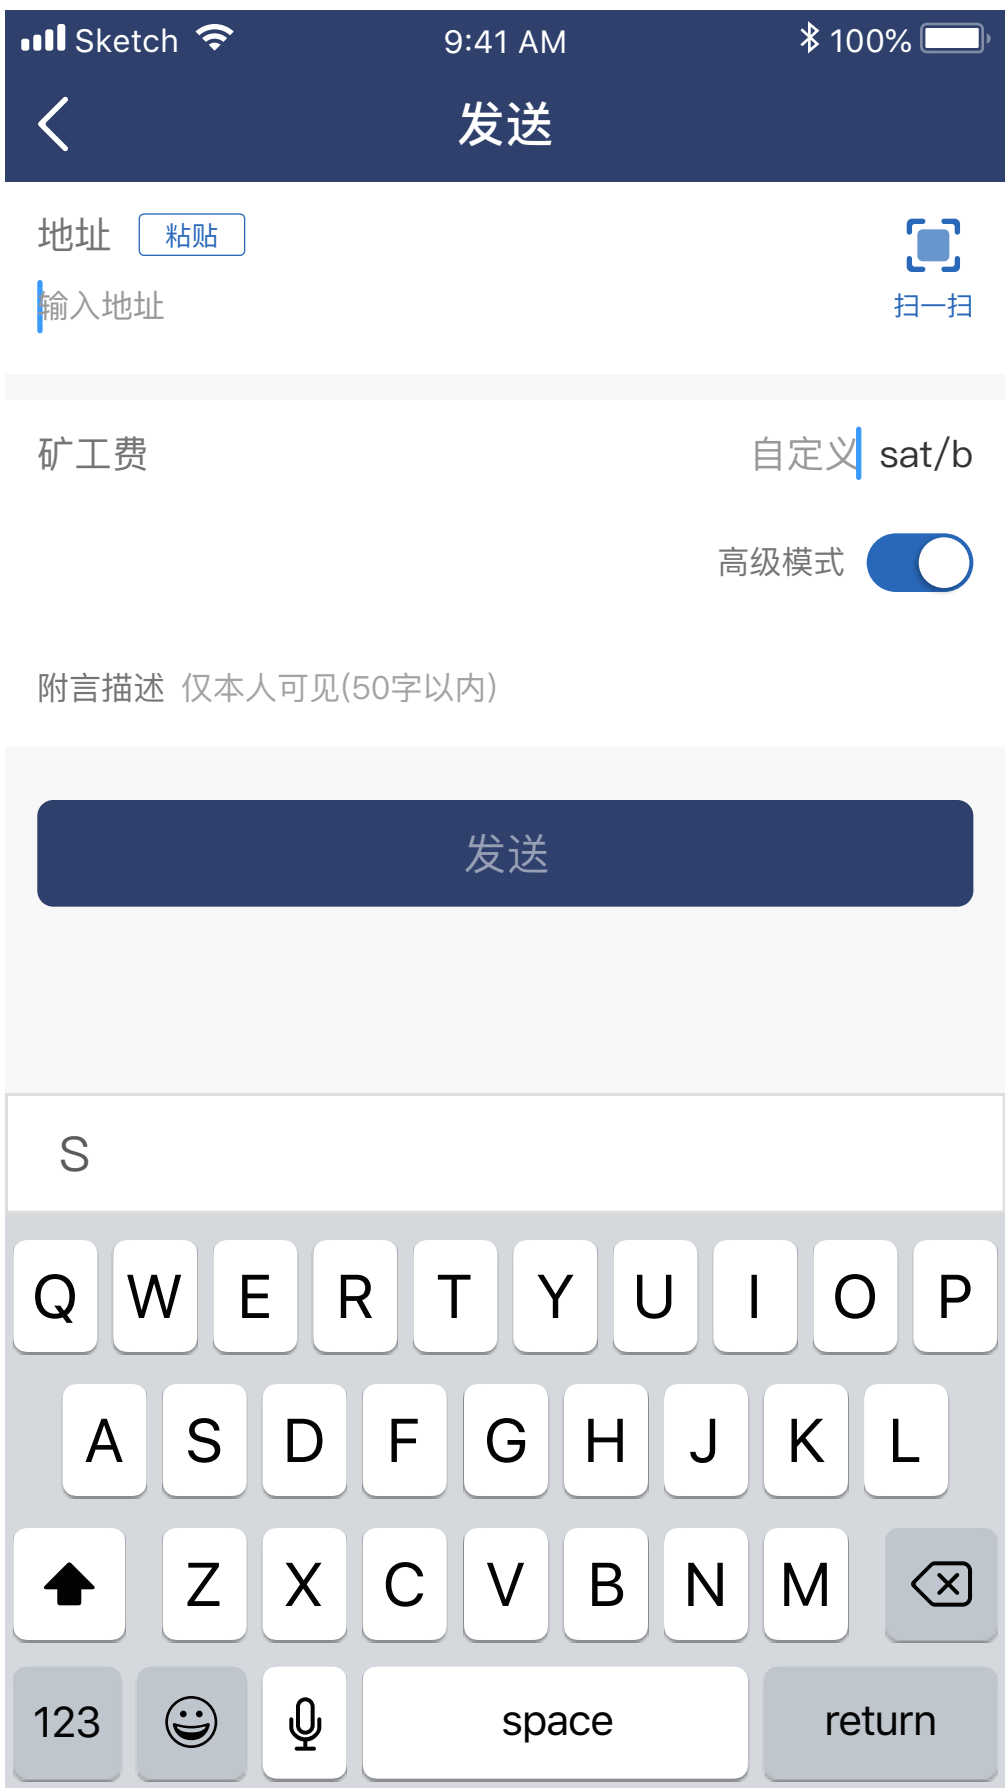 Sketch 9:41 AM 100%
发送
地址 粘贴
输入地址 扫一扫
矿工费 自定义 sat/b
高级模式
附言描述 仅本人可见(50字以内)
发送
S
Q W E R T Y U I O P
A S D F G H J K L
Z X C V B N M
123 space return